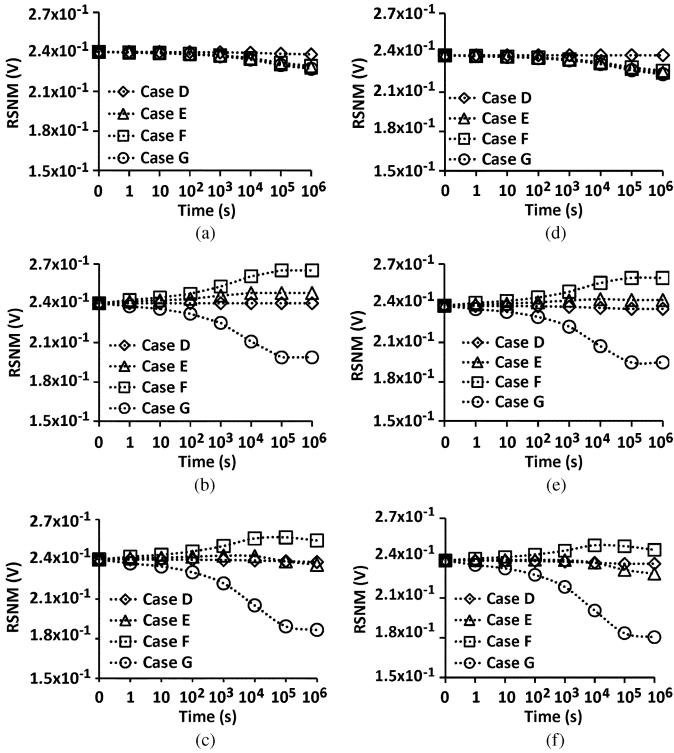 2.7x10⁻¹
2.4x10⁻¹
2.1x10⁻¹
1.8x10⁻¹
1.5x10⁻¹
RSNM (V)
Case D
Case E
Case F
Case G
0 1 10 10² 10³ 10⁴ 10⁵ 10⁶
Time (s)
(a)
2.7x10⁻¹
2.4x10⁻¹
2.1x10⁻¹
1.8x10⁻¹
1.5x10⁻¹
RSNM (V)
Case D
Case E
Case F
Case G
0 1 10 10² 10³ 10⁴ 10⁵ 10⁶
Time (s)
(d)
2.7x10⁻¹
2.4x10⁻¹
2.1x10⁻¹
1.8x10⁻¹
1.5x10⁻¹
RSNM (V)
Case D
Case E
Case F
Case G
0 1 10 10² 10³ 10⁴ 10⁵ 10⁶
Time (s)
(b)
2.7x10⁻¹
2.4x10⁻¹
2.1x10⁻¹
1.8x10⁻¹
1.5x10⁻¹
RSNM (V)
Case D
Case E
Case F
Case G
0 1 10 10² 10³ 10⁴ 10⁵ 10⁶
Time (s)
(e)
2.7x10⁻¹
2.4x10⁻¹
2.1x10⁻¹
1.8x10⁻¹
1.5x10⁻¹
RSNM (V)
Case D
Case E
Case F
Case G
0 1 10 10² 10³ 10⁴ 10⁵ 10⁶
Time (s)
(c)
2.7x10⁻¹
2.4x10⁻¹
2.1x10⁻¹
1.8x10⁻¹
1.5x10⁻¹
RSNM (V)
Case D
Case E
Case F
Case G
0 1 10 10² 10³ 10⁴ 10⁵ 10⁶
Time (s)
(f)